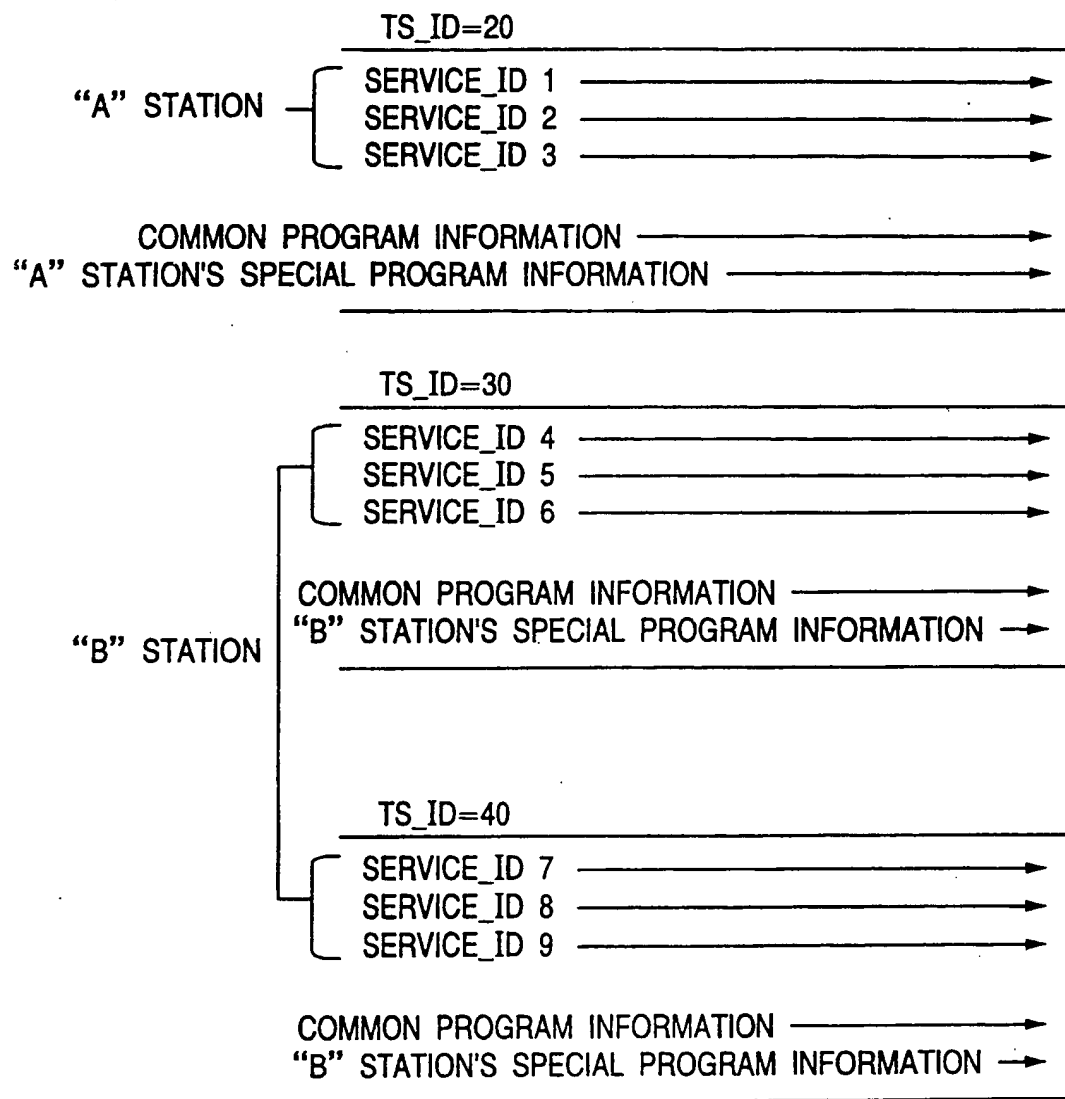 TS_ID=20
“A” STATION
SERVICE_ID 1
SERVICE_ID 2
SERVICE_ID 3
COMMON PROGRAM INFORMATION
“A” STATION'S SPECIAL PROGRAM INFORMATION
TS_ID=30
SERVICE_ID 4
SERVICE_ID 5
SERVICE_ID 6
COMMON PROGRAM INFORMATION
“B” STATION'S SPECIAL PROGRAM INFORMATION
“B” STATION
TS_ID=40
SERVICE_ID 7
SERVICE_ID 8
SERVICE_ID 9
COMMON PROGRAM INFORMATION
“B” STATION'S SPECIAL PROGRAM INFORMATION